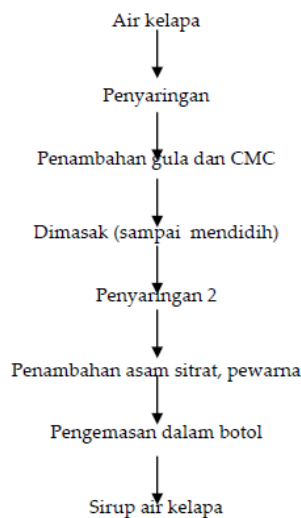 Air kelapa
Penyaringan
Penambahan gula dan CMC
Dimasak (sampai mendidih)
Penyaringan 2
Penambahan asam sitrat, pewarna
Pengemasan dalam botol
Sirup air kelapa